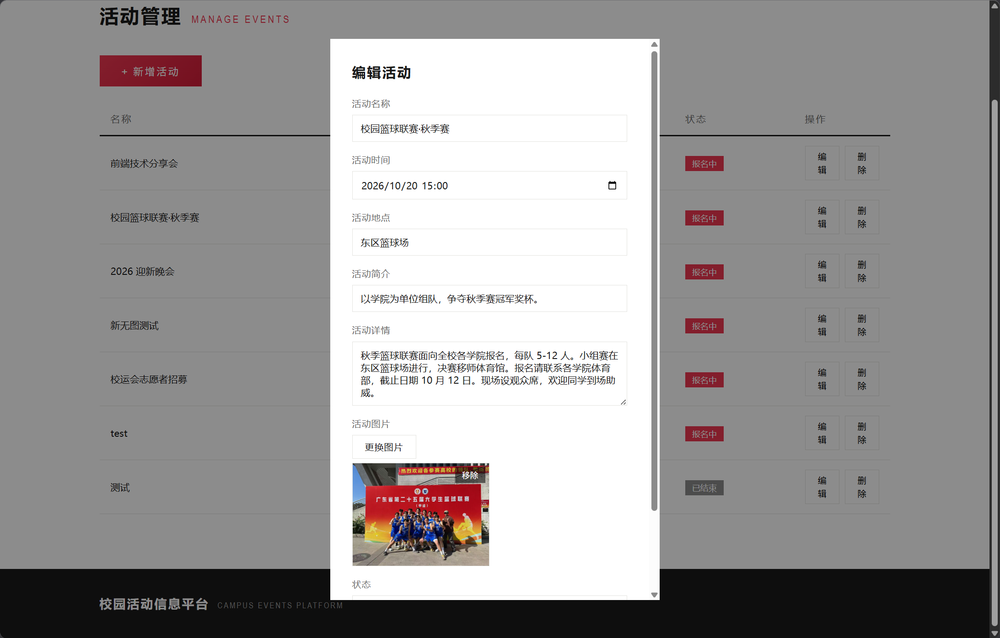 活动管理 MANAGE EVENTS
+ 新增活动
名称 状态 操作
前端技术分享会 报名中 编辑 删除
校园篮球联赛·秋季赛 报名中 编辑 删除
2026 迎新晚会 报名中 编辑 删除
新无图测试 报名中 编辑 删除
校运会志愿者招募 报名中 编辑 删除
test 报名中 编辑 删除
测试 已结束 编辑 删除
编辑活动
活动名称
校园篮球联赛·秋季赛
活动时间
2026/10/20 15:00
活动地点
东区篮球场
活动简介
以学院为单位组队，争夺秋季赛冠军奖杯。
活动详情
秋季篮球联赛面向全校各学院报名，每队 5-12 人。小组赛在
东区篮球场进行，决赛移师体育馆。报名请联系各学院体育
部，截止日期 10 月 12 日。现场设观众席，欢迎同学到场助
威。
活动图片
更换图片
热烈欢迎各参赛高校的领队
移除
广东省第二十五届大学生篮球联赛
状态
校园活动信息平台 CAMPUS EVENTS PLATFORM